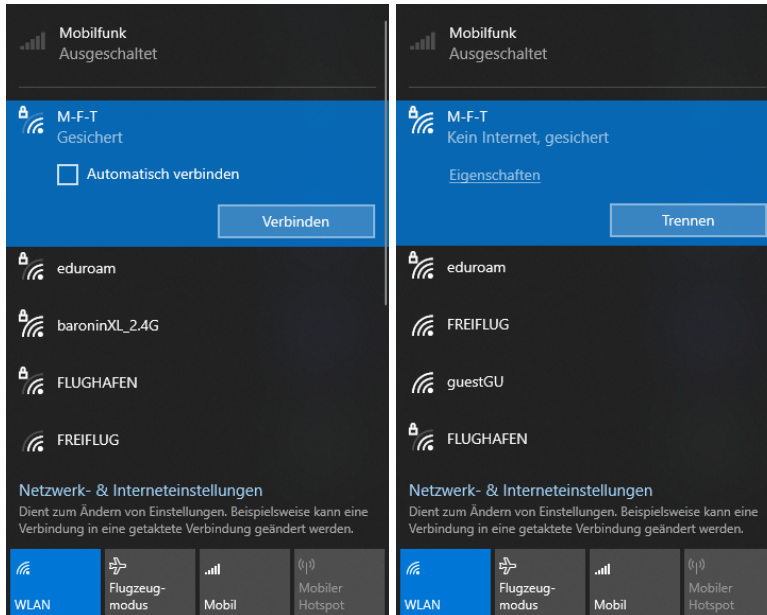 Mobilfunk
Ausgeschaltet
M-F-T
Gesichert
Automatisch verbinden
Verbinden
eduroam
baroninXL_2.4G
FLUGHAFEN
FREIFLUG
Netzwerk- & Interneteinstellungen
Dient zum Ändern von Einstellungen. Beispielsweise kann eine
Verbindung in eine getaktete Verbindung geändert werden.
WLAN
Flugzeug-
modus
Mobil
Mobiler
Hotspot
Mobilfunk
Ausgeschaltet
M-F-T
Kein Internet, gesichert
Eigenschaften
Trennen
eduroam
FREIFLUG
guestGU
FLUGHAFEN
Netzwerk- & Interneteinstellungen
Dient zum Ändern von Einstellungen. Beispielsweise kann eine
Verbindung in eine getaktete Verbindung geändert werden.
WLAN
Flugzeug-
modus
Mobil
Mobiler
Hotspot